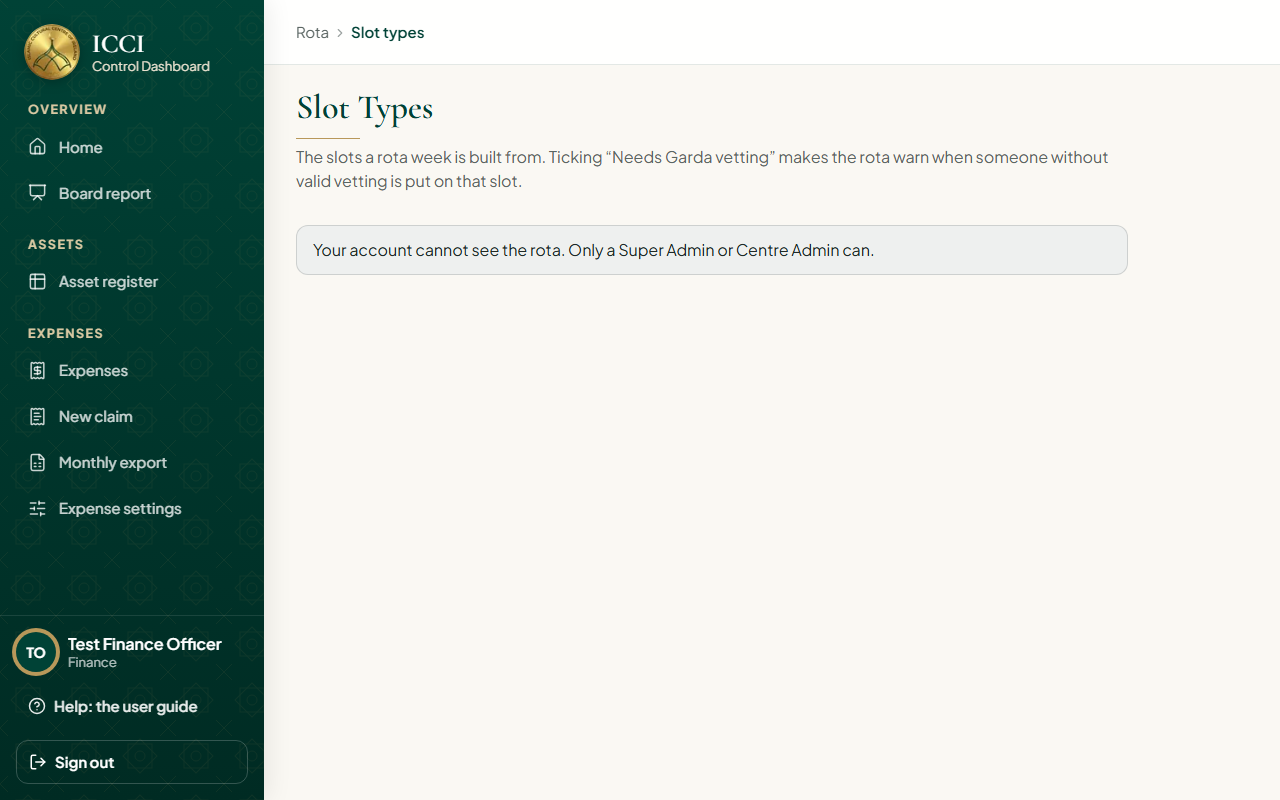 ICCI
Control Dashboard
OVERVIEW
Home
Board report
ASSETS
Asset register
EXPENSES
Expenses
New claim
Monthly export
Expense settings
TO
Test Finance Officer
Finance
Help: the user guide
Sign out
Rota > Slot types
Slot Types
The slots a rota week is built from. Ticking “Needs Garda vetting” makes the rota warn when someone without
valid vetting is put on that slot.
Your account cannot see the rota. Only a Super Admin or Centre Admin can.